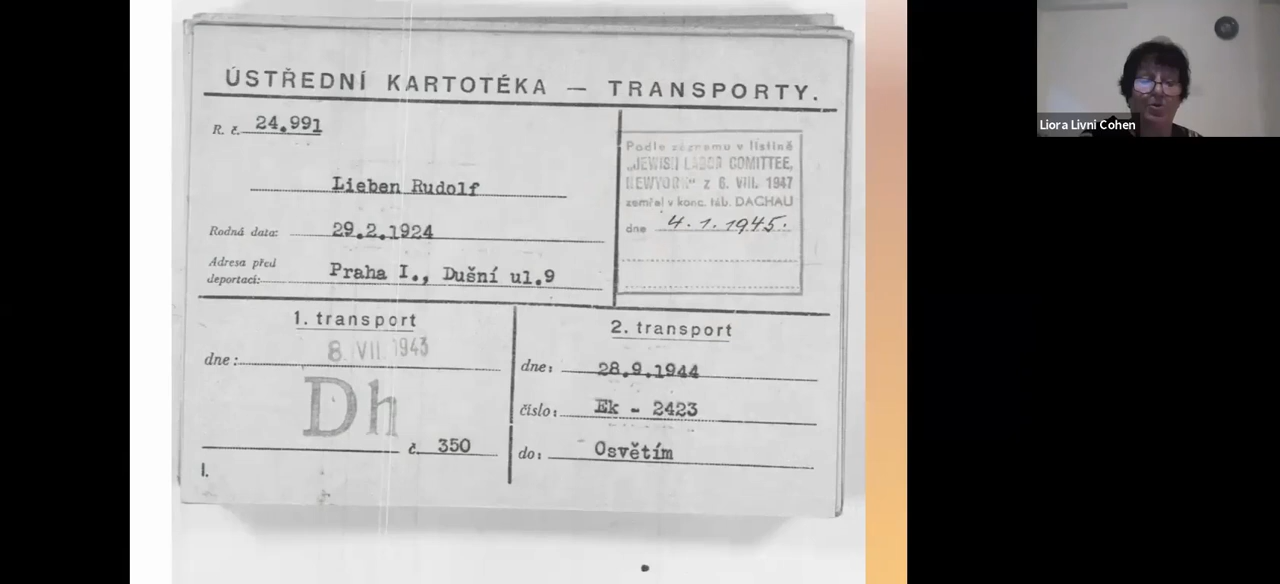 ÚSTŘEDNÍ KARTOTÉKA — TRANSPORTY.
R. č. 24.991
Lieben Rudolf
Rodná data: 29.2.1924
Adresa před
deportací: Praha I., Dušní ul.9
Podle záznamu v listině
„JEWISH LABOR COMITTEE,
NEWYORK" z 6. VIII. 1947
zemřel v konc. táb. DACHAU
dne 4.1.1945.
1. transport
dne: 8. VII. 1943
Dh
č. 350
I.
2. transport
dne: 28.9.1944
číslo: Ek - 2423
do: Osvětím
Liora Livni Cohen